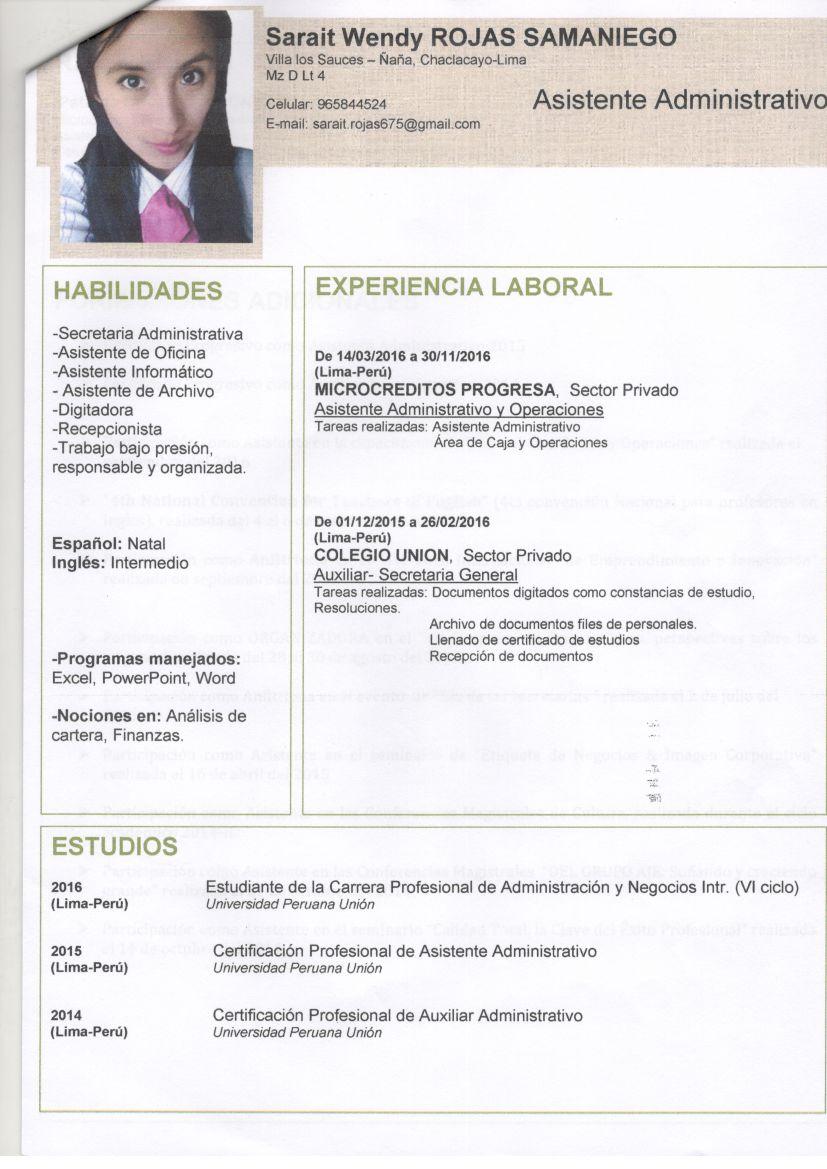 Sarait Wendy ROJAS SAMANIEGO
Villa los Sauces – Ñaña, Chaclacayo-Lima
Mz D Lt 4
Asistente Administrativo
Celular: 965844524
E-mail: sarait.rojas675@gmail.com
HABILIDADES
-Secretaria Administrativa
-Asistente de Oficina
-Asistente Informático
- Asistente de Archivo
-Digitadora
-Recepcionista
-Trabajo bajo presión,
responsable y organizada.
Español: Natal
Inglés: Intermedio
-Programas manejados:
Excel, PowerPoint, Word
-Nociones en: Análisis de
cartera, Finanzas.
EXPERIENCIA LABORAL
De 14/03/2016 a 30/11/2016
(Lima-Perú)
MICROCREDITOS PROGRESA, Sector Privado
Asistente Administrativo y Operaciones
Tareas realizadas: Asistente Administrativo
Área de Caja y Operaciones
De 01/12/2015 a 26/02/2016
(Lima-Perú)
COLEGIO UNION, Sector Privado
Auxiliar- Secretaria General
Tareas realizadas: Documentos digitados como constancias de estudio,
Resoluciones.
Archivo de documentos files de personales.
Llenado de certificado de estudios
Recepción de documentos
ESTUDIOS
2016 Estudiante de la Carrera Profesional de Administración y Negocios Intr. (VI ciclo)
(Lima-Perú) Universidad Peruana Unión
2015 Certificación Profesional de Asistente Administrativo
(Lima-Perú) Universidad Peruana Unión
2014 Certificación Profesional de Auxiliar Administrativo
(Lima-Perú) Universidad Peruana Unión